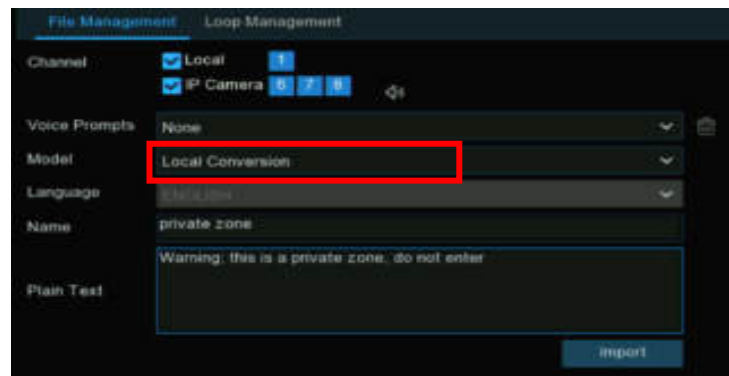 File Management Loop Management
Channel Local 1
IP Camera 6 7 8
Voice Prompts None
Model Local Conversion
Language ENGLISH
Name private zone
Plain Text Warning: this is a private zone, do not enter
Import